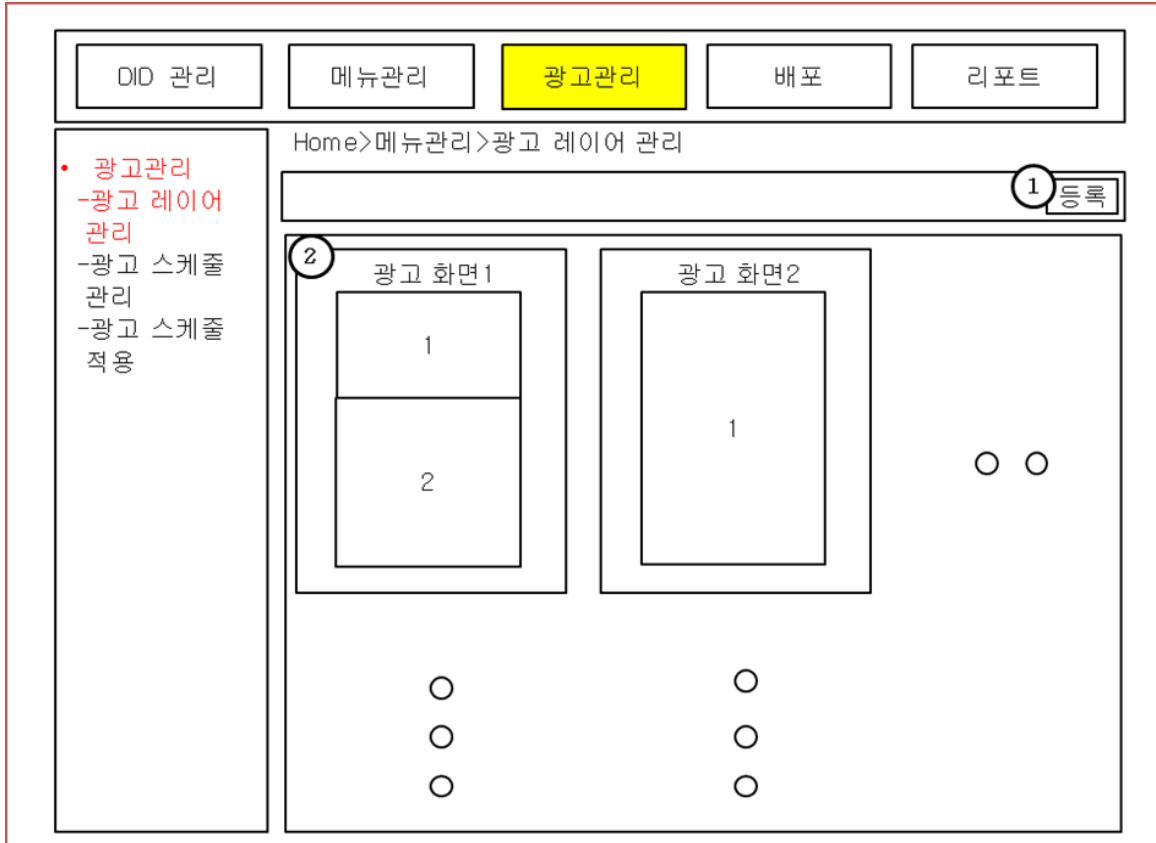 DID 관리
메뉴관리
광고관리
배포
리포트
Home>메뉴관리>광고 레이어 관리
• 광고관리
-광고 레이어
관리
-광고 스케줄
관리
-광고 스케줄
적용
1
등록
2
광고 화면1
1
2
광고 화면2
1